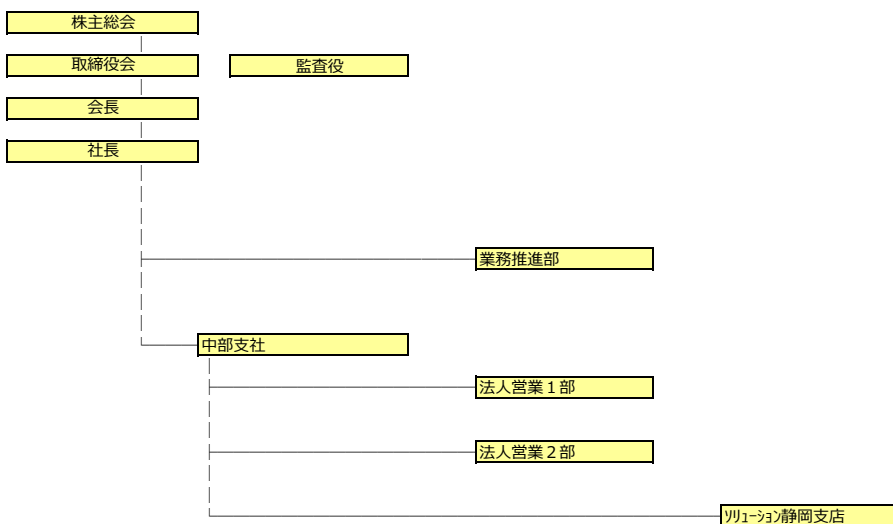 株主総会
取締役会
監査役
会長
社長
業務推進部
中部支社
法人営業１部
法人営業２部
ｿﾘｭｰｼｮﾝ静岡支店